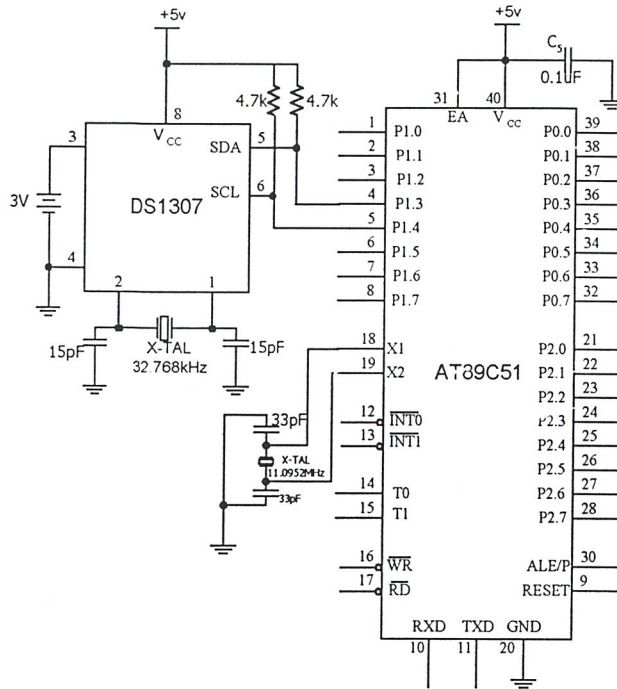 +5v
+5v
C5
0.1uF
4.7k
4.7k
8
VCC
3
SDA
5
SCL
6
DS1307
3V
4
2
1
15pF
X-TAL
32.768kHz
15pF
31
EA
40
VCC
1
P1.0
2
P1.1
3
P1.2
4
P1.3
5
P1.4
6
P1.5
7
P1.6
8
P1.7
18
X1
19
X2
12
INT0
13
INT1
14
T0
15
T1
16
WR
17
RD
AT89C51
P0.0
39
P0.1
38
P0.2
37
P0.3
36
P0.4
35
P0.5
34
P0.6
33
P0.7
32
P2.0
21
P2.1
22
P2.2
23
P2.3
24
P2.4
25
P2.5
26
P2.6
27
P2.7
28
ALE/P
30
RESET
9
RXD
10
TXD
11
GND
20
33pF
X-TAL
11.0952MHz
33pF